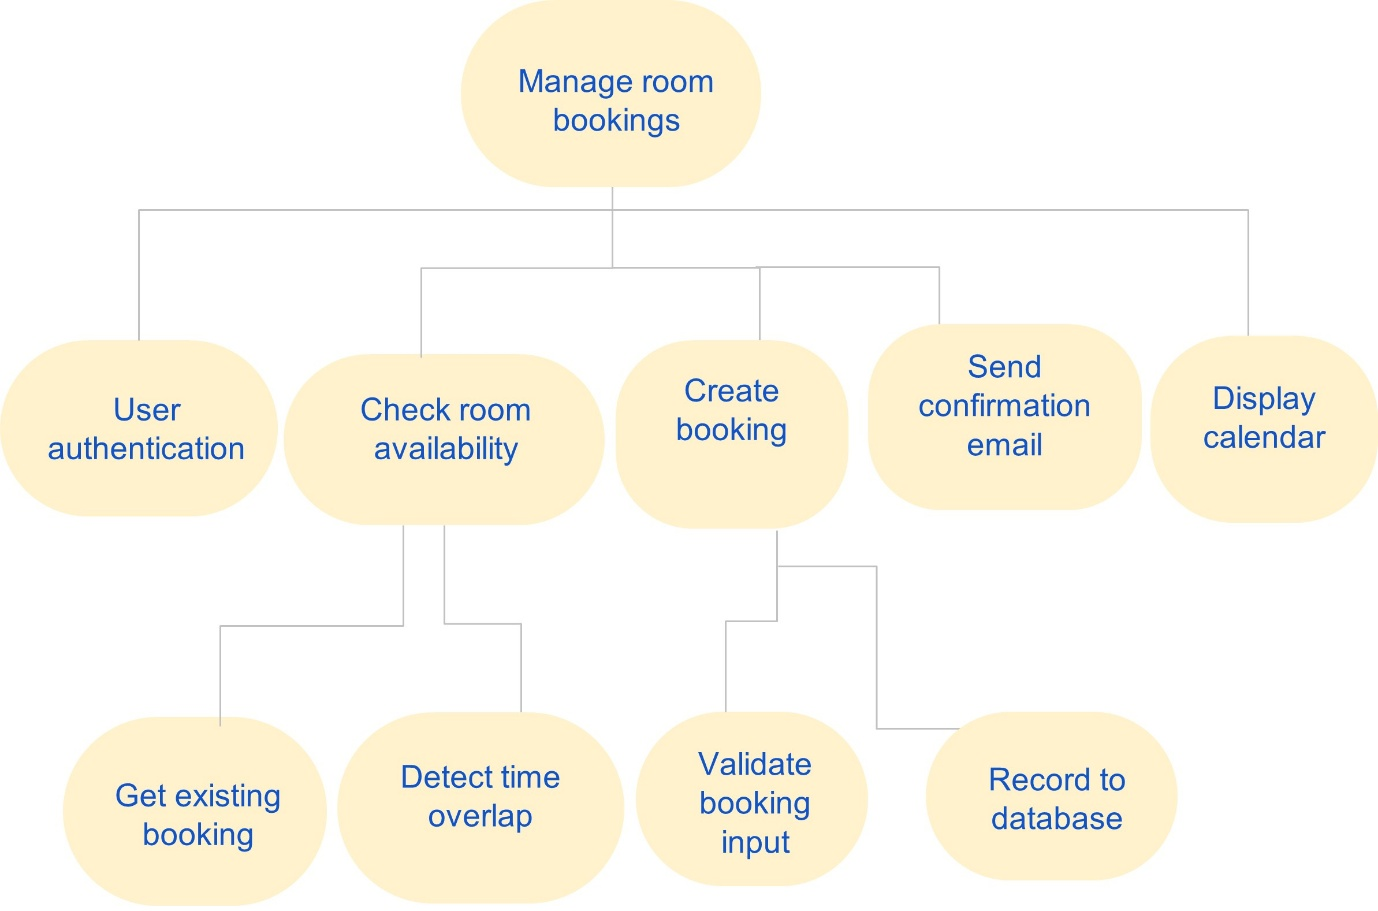 Manage room
bookings
User
authentication
Check room
availability
Create
booking
Send
confirmation
email
Display
calendar
Get existing
booking
Detect time
overlap
Validate
booking
input
Record to
database